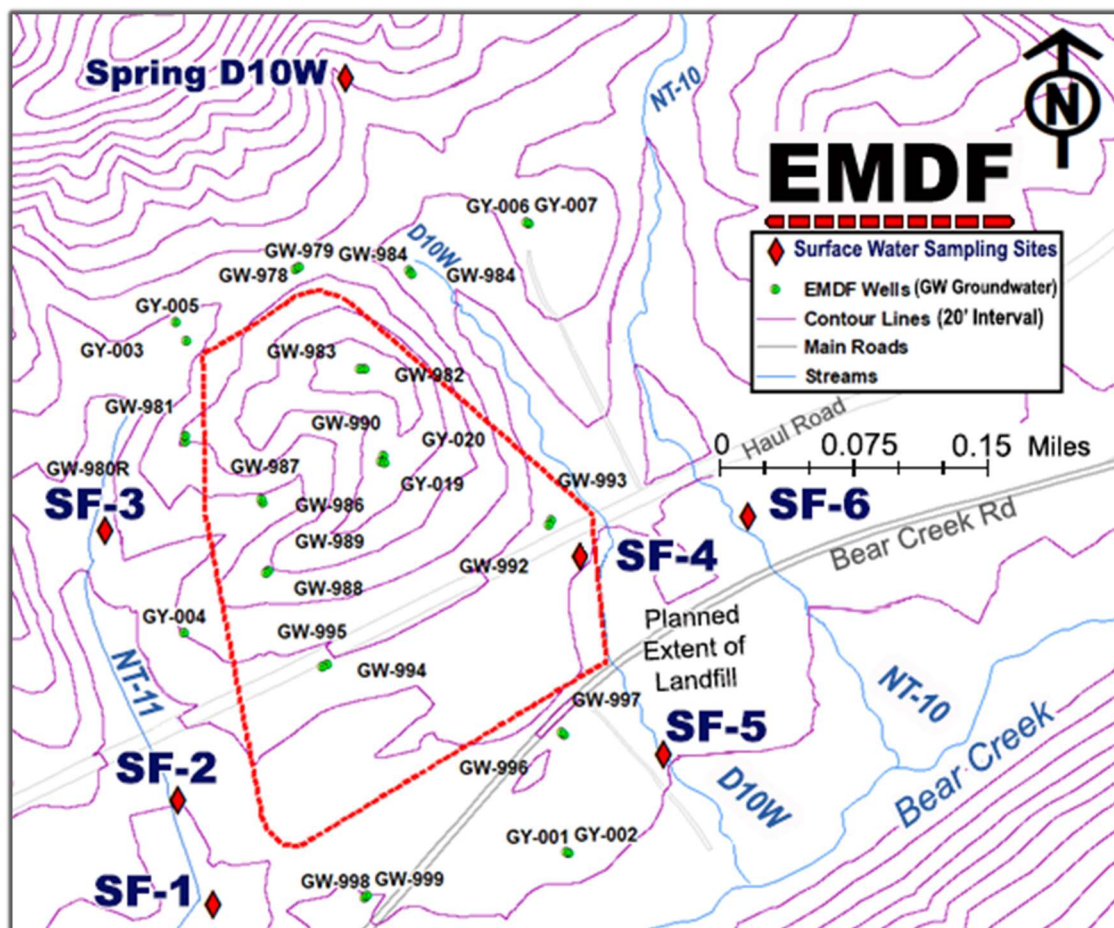 Spring D10W
NT-10
N
EMDF
Surface Water Sampling Sites
EMDF Wells (GW Groundwater)
Contour Lines (20' Interval)
Main Roads
Streams
GY-006 GY-007
D10W
GW-979 GW-984
GW-978
GW-984
GY-005
GY-003
GW-983
GW-982
GW-981
GW-990
GY-020
Haul Road
0 0.075 0.15 Miles
GW-980R
GW-987
GY-019
GW-993
SF-3
GW-986
SF-6
Bear Creek Rd
GW-989
SF-4
GW-992
GW-988
GY-004
GW-995
Planned
Extent of
Landfill
GW-994
NT-11
NT-10
GW-997
SF-5
SF-2
GW-996
D10W
Bear Creek
GY-001 GY-002
SF-1
GW-998 GW-999